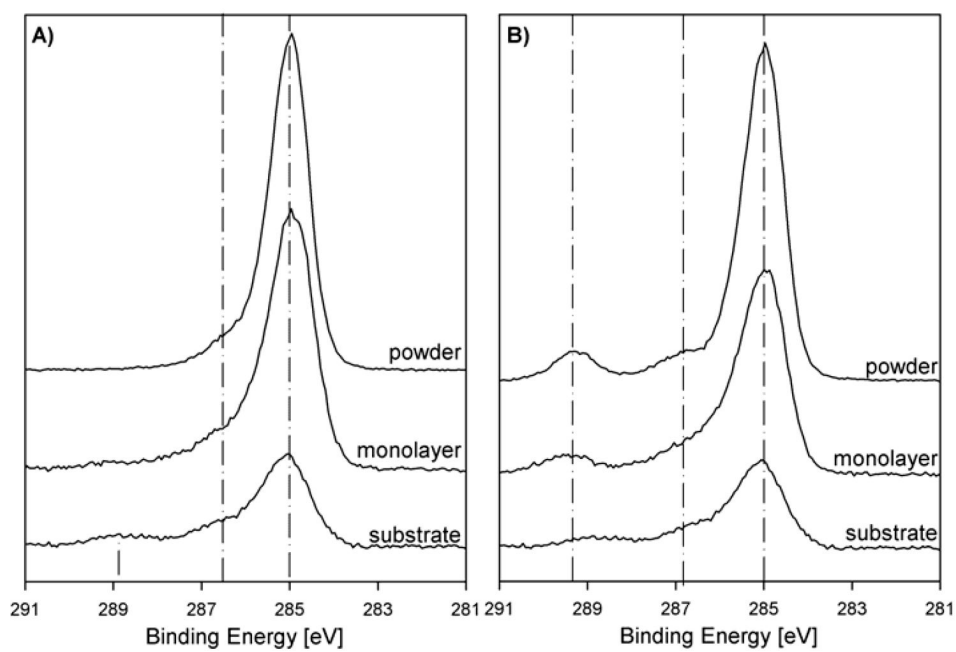 A)
powder
monolayer
substrate
291 289 287 285 283 281
Binding Energy [eV]
B)
powder
monolayer
substrate
291 289 287 285 283 281
Binding Energy [eV]